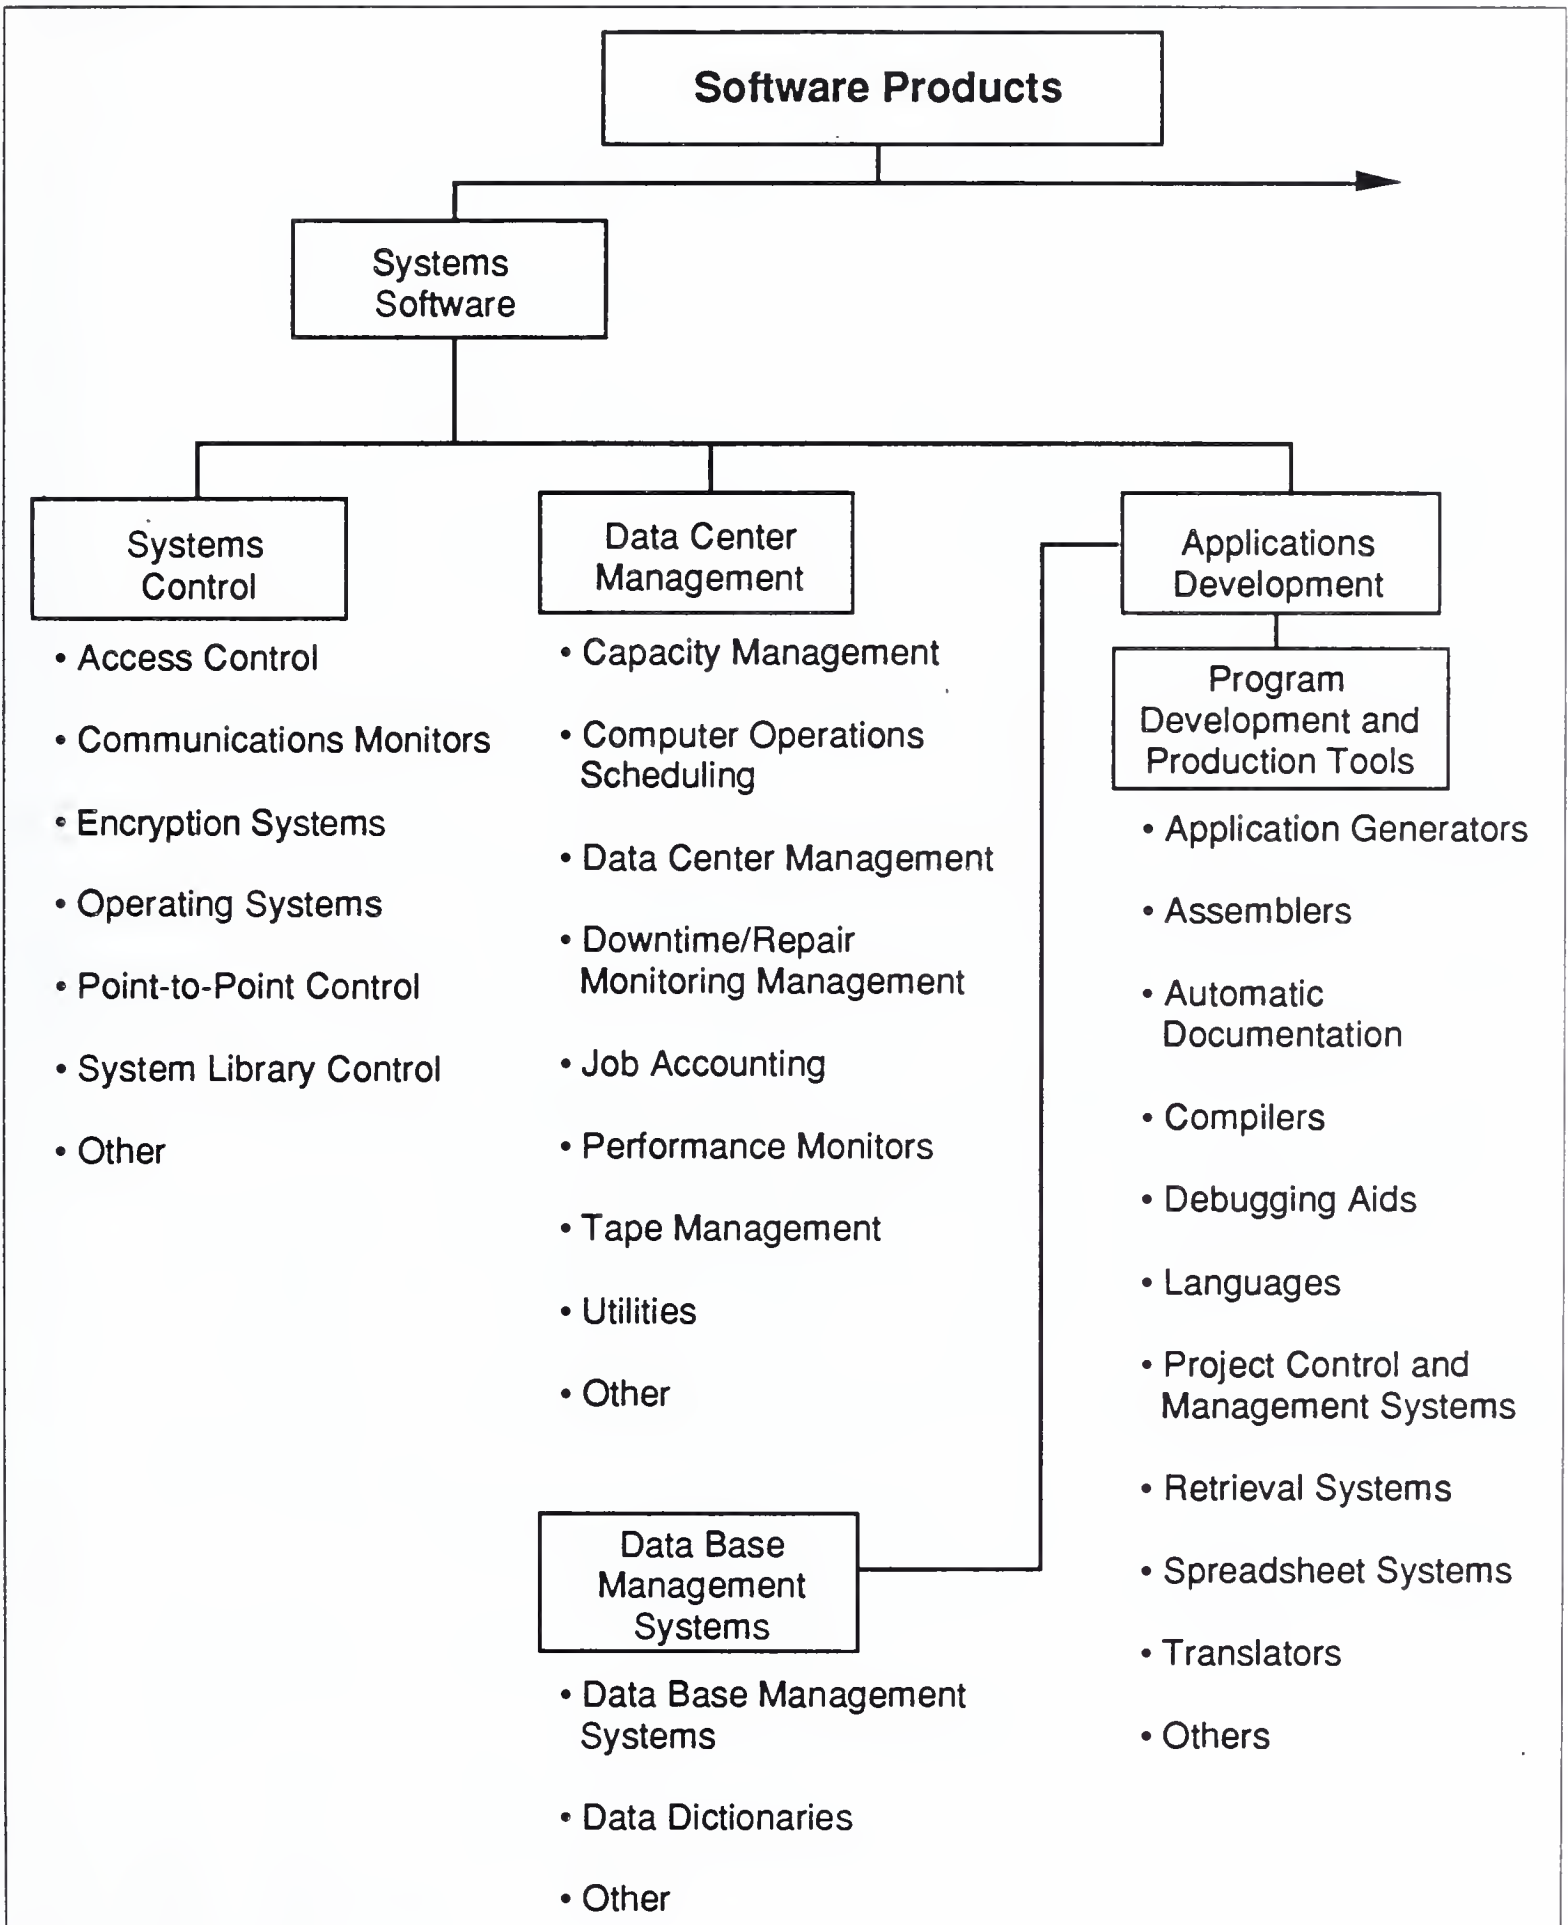 Software Products
Systems
Software
Systems
Control
• Access Control
• Communications Monitors
• Encryption Systems
• Operating Systems
• Point-to-Point Control
• System Library Control
• Other
Data Center
Management
• Capacity Management
• Computer Operations
Scheduling
• Data Center Management
• Downtime/Repair
Monitoring Management
• Job Accounting
• Performance Monitors
• Tape Management
• Utilities
• Other
Applications
Development
Program
Development and
Production Tools
• Application Generators
• Assemblers
• Automatic
Documentation
• Compilers
• Debugging Aids
• Languages
• Project Control and
Management Systems
• Retrieval Systems
• Spreadsheet Systems
• Translators
• Others
Data Base
Management
Systems
• Data Base Management
Systems
• Data Dictionaries
• Other